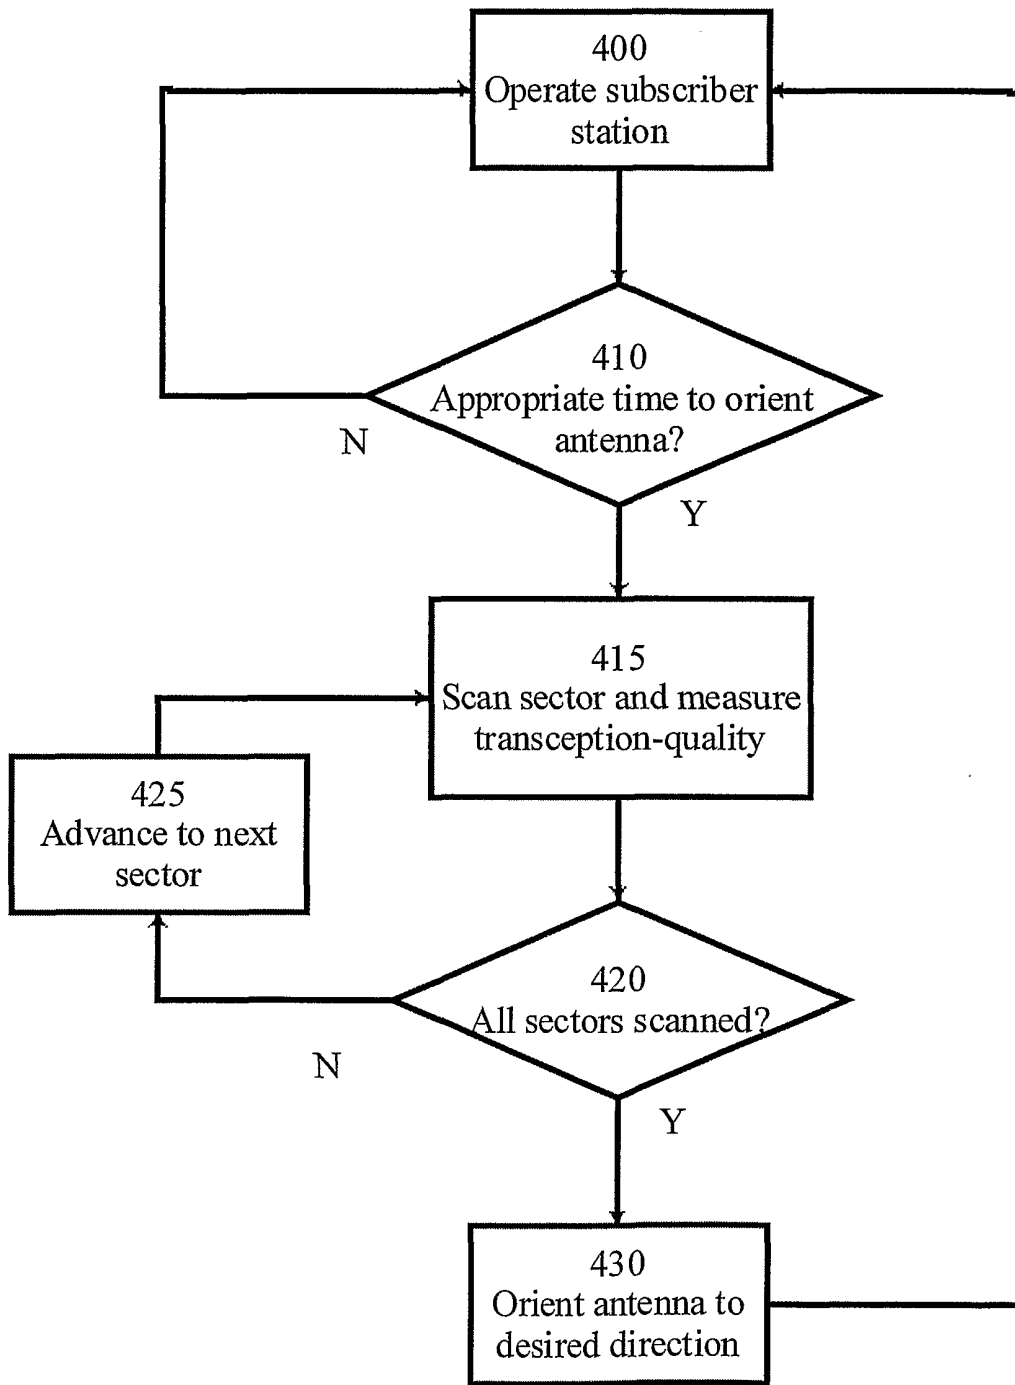 400
Operate subscriber
station
410
Appropriate time to orient
antenna?
N
Y
415
Scan sector and measure
transception-quality
425
Advance to next
sector
420
All sectors scanned?
N
Y
430
Orient antenna to
desired direction